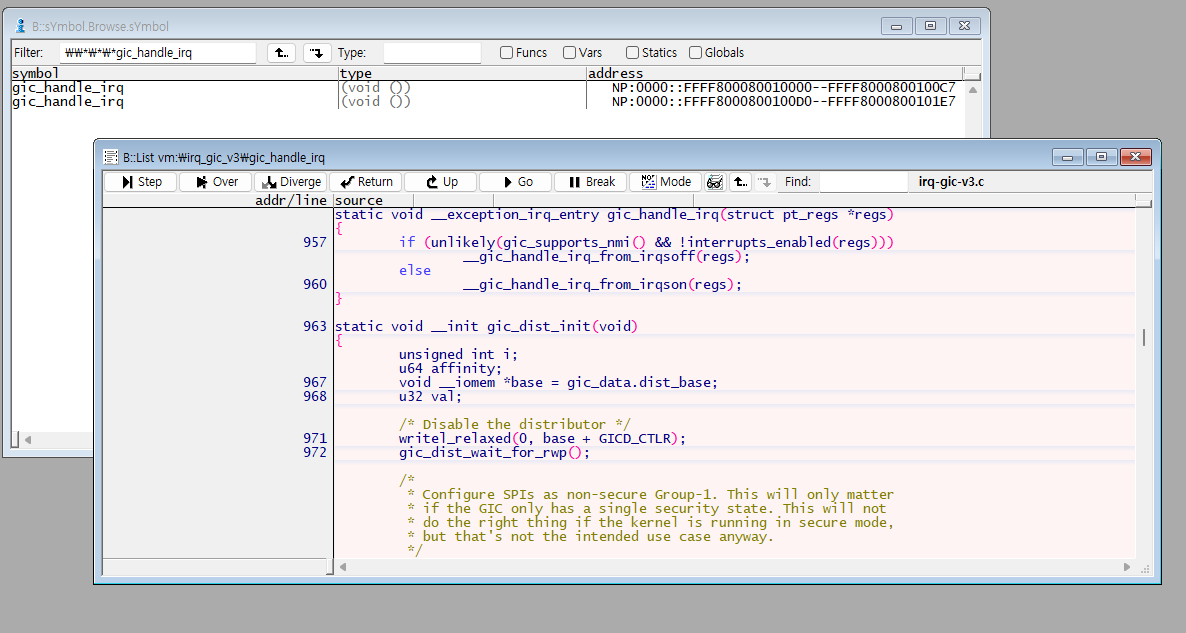 B::sYmbol.Browse.sYmbol
Filter: ₩₩*₩*₩*gic_handle_irq Type: Funcs Vars Statics Globals
symbol type address
gic_handle_irq (void ()) NP:0000::FFFF800080010000--FFFF8000800100C7
gic_handle_irq (void ()) NP:0000::FFFF8000800100D0--FFFF8000800101E7
B::List vm:₩irq_gic_v3₩gic_handle_irq
Step Over Diverge Return Up Go Break Mode Find: irq-gic-v3.c
addr/line source
static void __exception_irq_entry gic_handle_irq(struct pt_regs *regs)
{
957 if (unlikely(gic_supports_nmi() && !interrupts_enabled(regs)))
__gic_handle_irq_from_irqsoff(regs);
else
960 __gic_handle_irq_from_irqson(regs);
}
963 static void __init gic_dist_init(void)
{
unsigned int i;
u64 affinity;
967 void __iomem *base = gic_data.dist_base;
968 u32 val;
/* Disable the distributor */
971 writel_relaxed(0, base + GICD_CTLR);
972 gic_dist_wait_for_rwp();
/*
* Configure SPIs as non-secure Group-1. This will only matter
* if the GIC only has a single security state. This will not
* do the right thing if the kernel is running in secure mode,
* but that's not the intended use case anyway.
*/